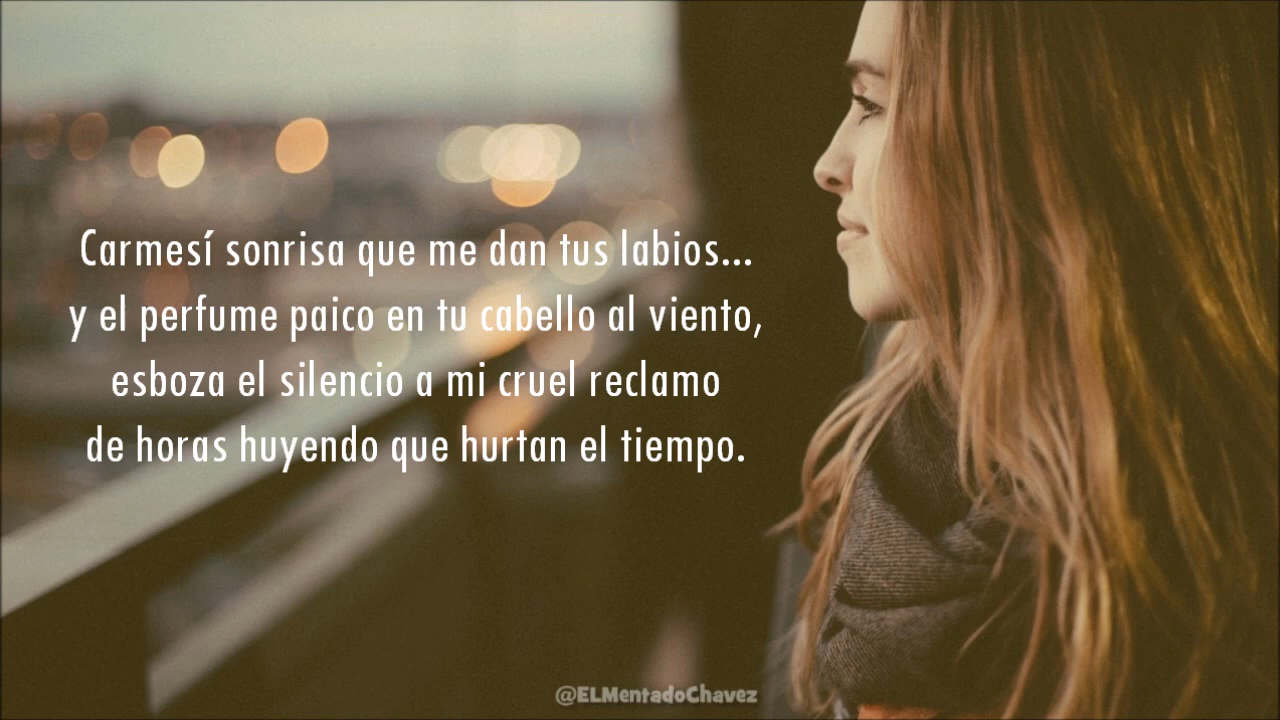 Carmesí sonrisa que me dan tus labios...
y el perfume paico en tu cabello al viento,
esboza el silencio a mi cruel reclamo
de horas huyendo que hurtan el tiempo.
@ELMentadoChavez